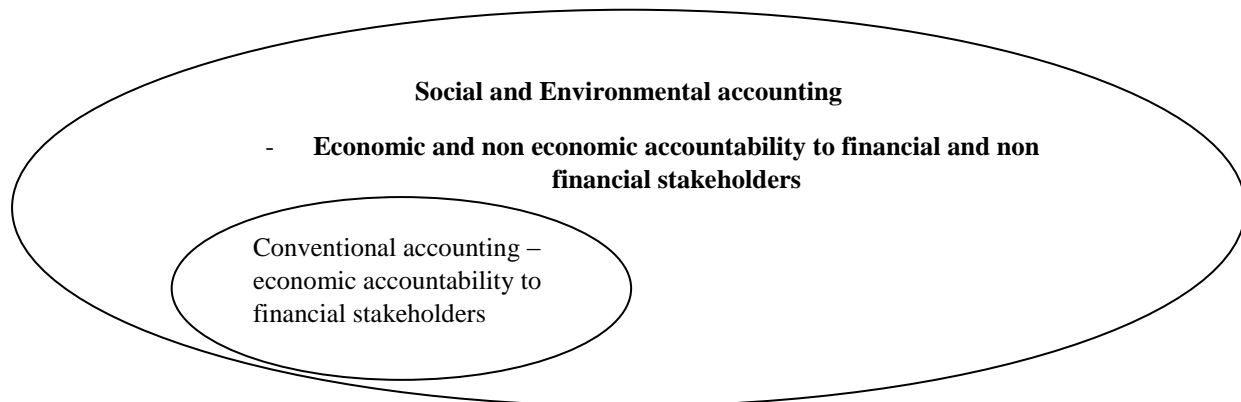 Social and Environmental accounting
- Economic and non economic accountability to financial and non
financial stakeholders
Conventional accounting –
economic accountability to
financial stakeholders